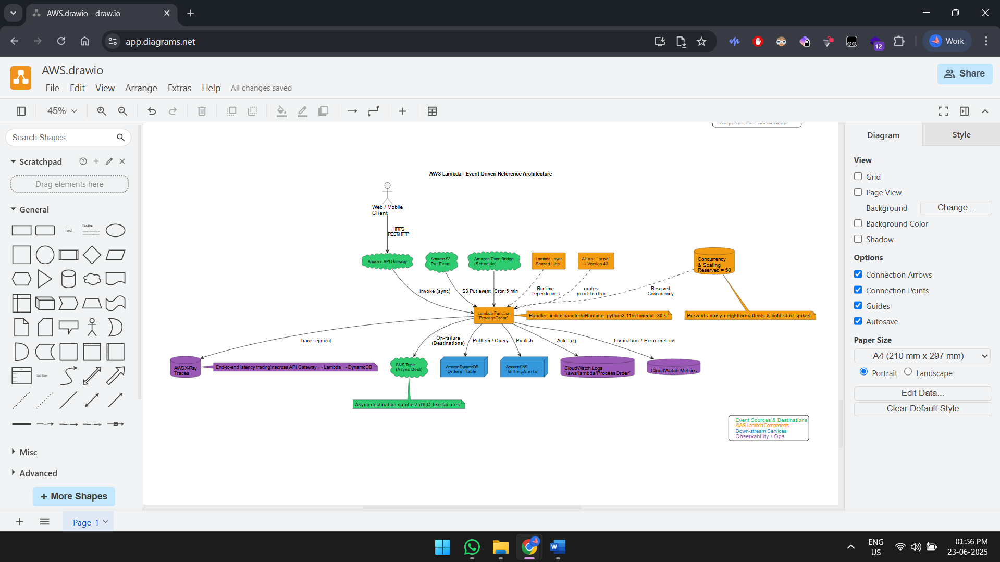 AWS.drawio - draw.io
app.diagrams.net
12
Work
AWS.drawio
File Edit View Arrange Extras Help All changes saved
Share
45%
Search Shapes
Scratchpad
Drag elements here
General
Text
Heading
List Item
Misc
Advanced
+ More Shapes
Page-1
On-prem / External Network
AWS Lambda - Event-Driven Reference Architecture
Web / Mobile
Client
HTTPS
REST/HTTP
Amazon API Gateway
Amazon S3
Put Event
Amazon EventBridge
(Schedule)
Lambda Layer
Shared Libs
Alias: `prod`
→ Version 42
Concurrency
& Scaling
Reserved = 50
Invoke (sync)
S3 Put event
Cron 5 min
Runtime
Dependencies
routes
prod traffic
Reserved
Concurrency
Lambda Function
`ProcessOrder`
Handler: index.handler\nRuntime: python3.11\nTimeout: 30 s
Prevents noisy-neighbor\naffects & cold-start spikes
Trace segment
On-failure
(Destinations)
PutItem / Query
Publish
Auto Log
Invocation / Error metrics
AWS X-Ray
Traces
End-to-end latency tracing\nacross API Gateway → Lambda → DynamoDB
SNS Topic
(Async Dest)
Amazon DynamoDB
`Orders` Table
Amazon SNS
`BillingAlerts`
CloudWatch Logs
'/aws/lambda/ProcessOrder'
CloudWatch Metrics
Async destination catches\nDLQ-like failures
Event Sources & Destinations
AWS Lambda Components
Down-stream Services
Observability / Ops
Diagram Style
View
Grid
Page View
Background Change...
Background Color
Shadow
Options
Connection Arrows
Connection Points
Guides
Autosave
Paper Size
A4 (210 mm x 297 mm)
Portrait Landscape
Edit Data...
Clear Default Style
W
ENG
US
01:56 PM
23-06-2025